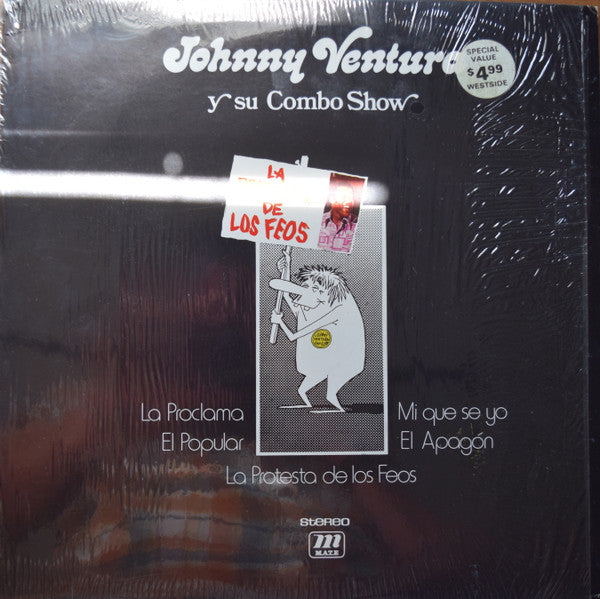 Johnny Ventura
y su Combo Show
SPECIAL
VALUE
$4.99
WESTSIDE
LA
DE
LOS FEOS
La Proclama
El Popular
Mi que se yo
El Apagón
La Protesta de los Feos
stereo
m
MATE